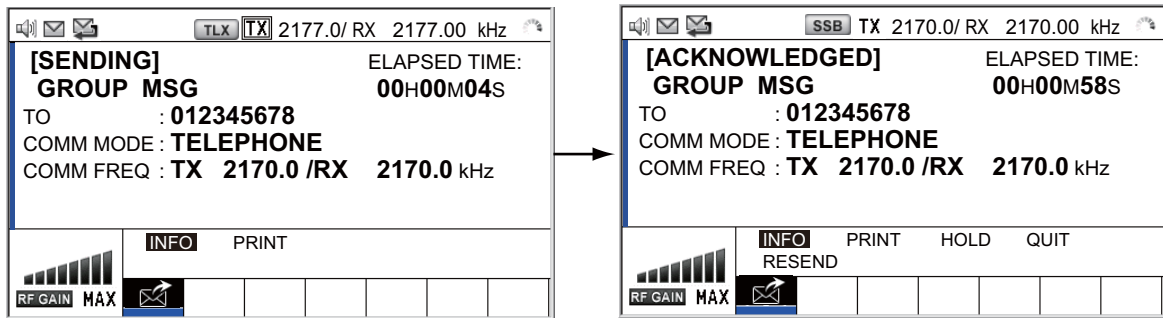 TLX TX 2177.0/ RX 2177.00 kHz
[SENDING] ELAPSED TIME:
GROUP MSG 00H00M04S
TO : 012345678
COMM MODE : TELEPHONE
COMM FREQ : TX 2170.0 /RX 2170.0 kHz
INFO PRINT
RF GAIN MAX
SSB TX 2170.0/ RX 2170.00 kHz
[ACKNOWLEDGED] ELAPSED TIME:
GROUP MSG 00H00M58S
TO : 012345678
COMM MODE : TELEPHONE
COMM FREQ : TX 2170.0 /RX 2170.0 kHz
INFO PRINT HOLD QUIT
RESEND
RF GAIN MAX